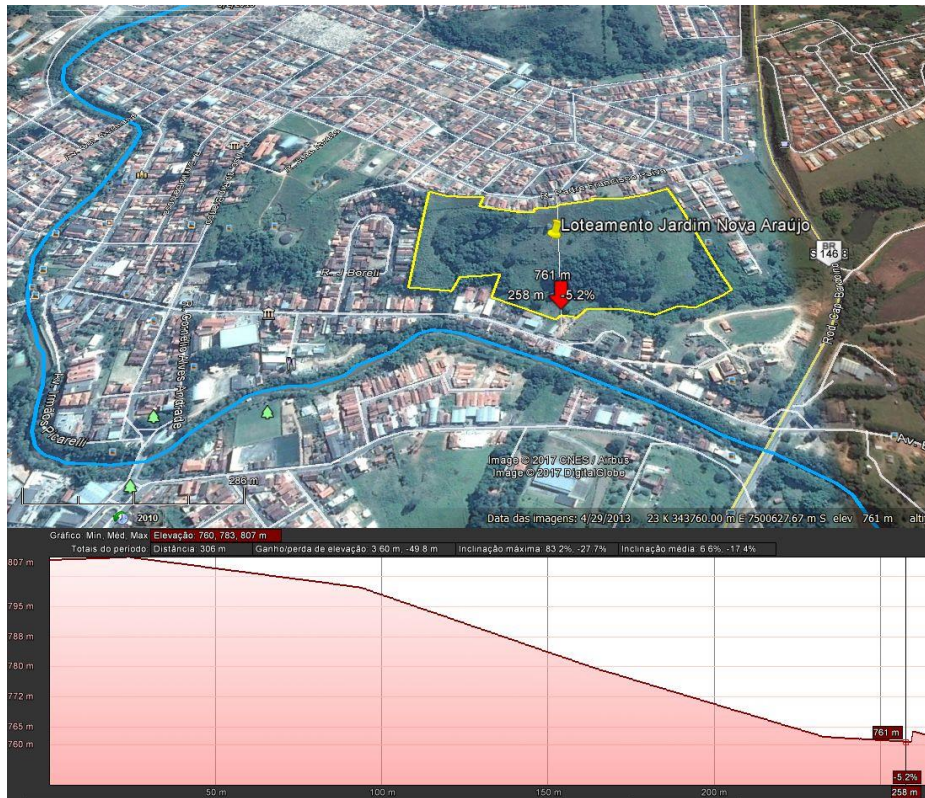 Loteamento Jardim Nova Araújo
BR
146
R. J Boreli
761 m
258 m -5.2%
Rod. Cap. Barduino
Image © 2017 CNES / Airbus
Image © 2017 DigitalGlobe
286 m
2010
Data das imagens: 4/29/2013 23 K 343760.00 m E 7500627.67 m S elev 761 m
Gráfico Mín, Méd, Máx Elevação: 760, 783, 807 m
Totais do período Distância: 306 m Ganho/perda de elevação: 3.60 m, -49.8 m Inclinação máxima: 83.2%, -27.7% Inclinação média: 6.6%, -17.4%
807 m
795 m
788 m
780 m
772 m
765 m
760 m
761 m
-5.2%
50 m 100 m 150 m 200 m 258 m